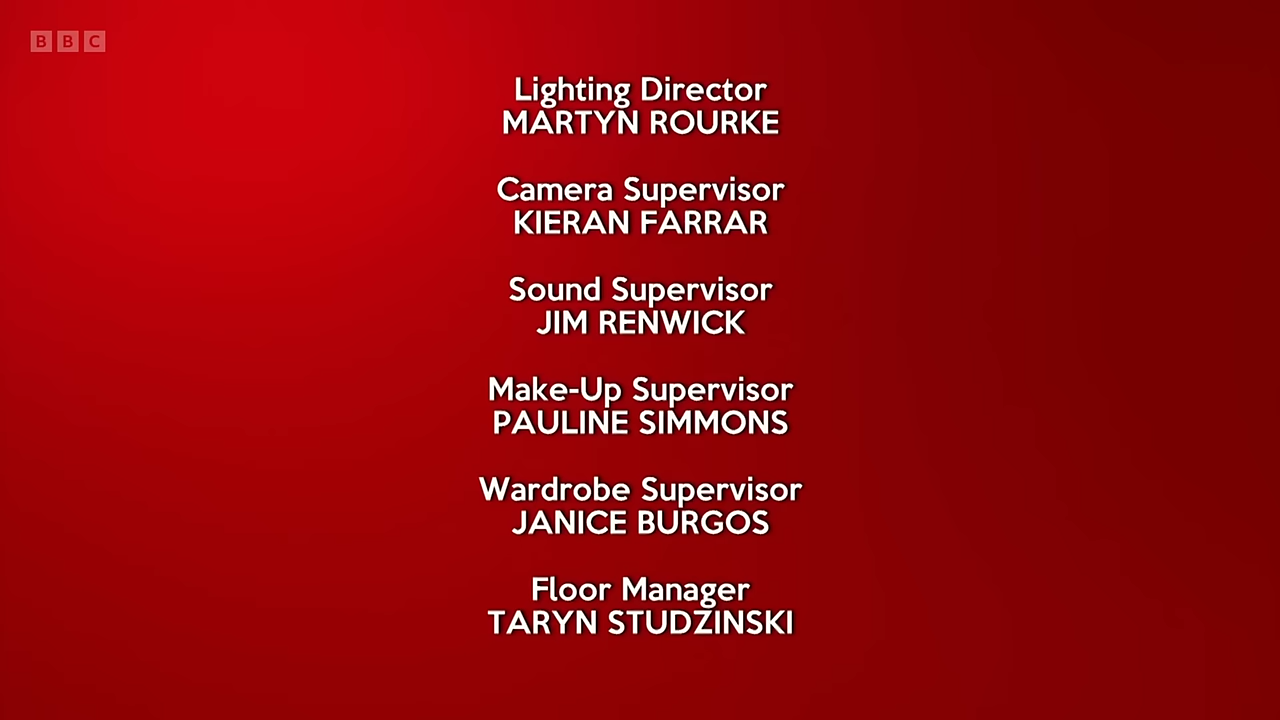 BBC
Lighting Director
MARTYN ROURKE
Camera Supervisor
KIERAN FARRAR
Sound Supervisor
JIM RENWICK
Make-Up Supervisor
PAULINE SIMMONS
Wardrobe Supervisor
JANICE BURGOS
Floor Manager
TARYN STUDZINSKI